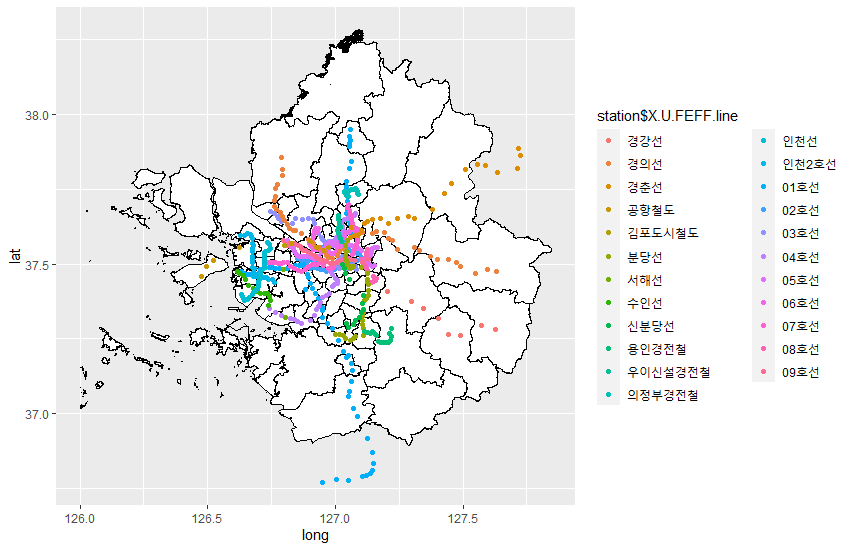 38.0
37.5
37.0
lat
126.0
126.5
127.0
127.5
long
station$X.U.FEFF.line
경강선
경의선
경춘선
공항철도
김포도시철도
분당선
서해선
수인선
신분당선
용인경전철
우이신설경전철
의정부경전철
인천선
인천2호선
01호선
02호선
03호선
04호선
05호선
06호선
07호선
08호선
09호선